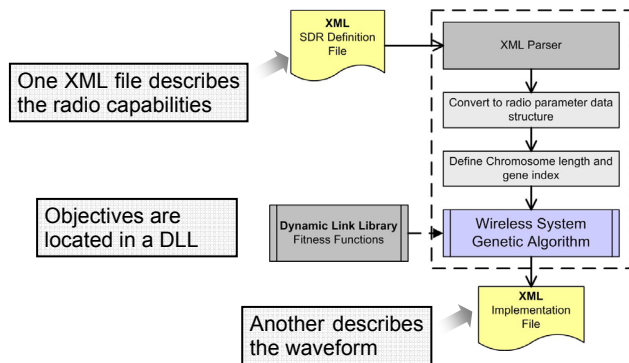 XML
SDR Definition
File
XML Parser
One XML file describes
the radio capabilities
Convert to radio parameter data
structure
Define Chromosome length and
gene index
Objectives are
located in a DLL
Dynamic Link Library
Fitness Functions
Wireless System
Genetic Algorithm
XML
Implementation
File
Another describes
the waveform